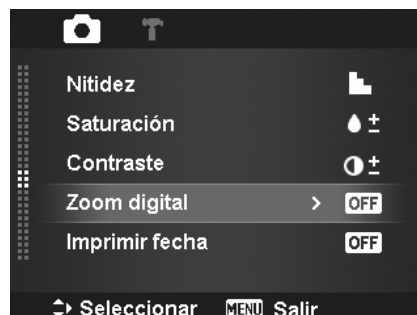 Nitidez
Saturación
Contraste
Zoom digital > OFF
Imprimir fecha OFF
Seleccionar MENU Salir